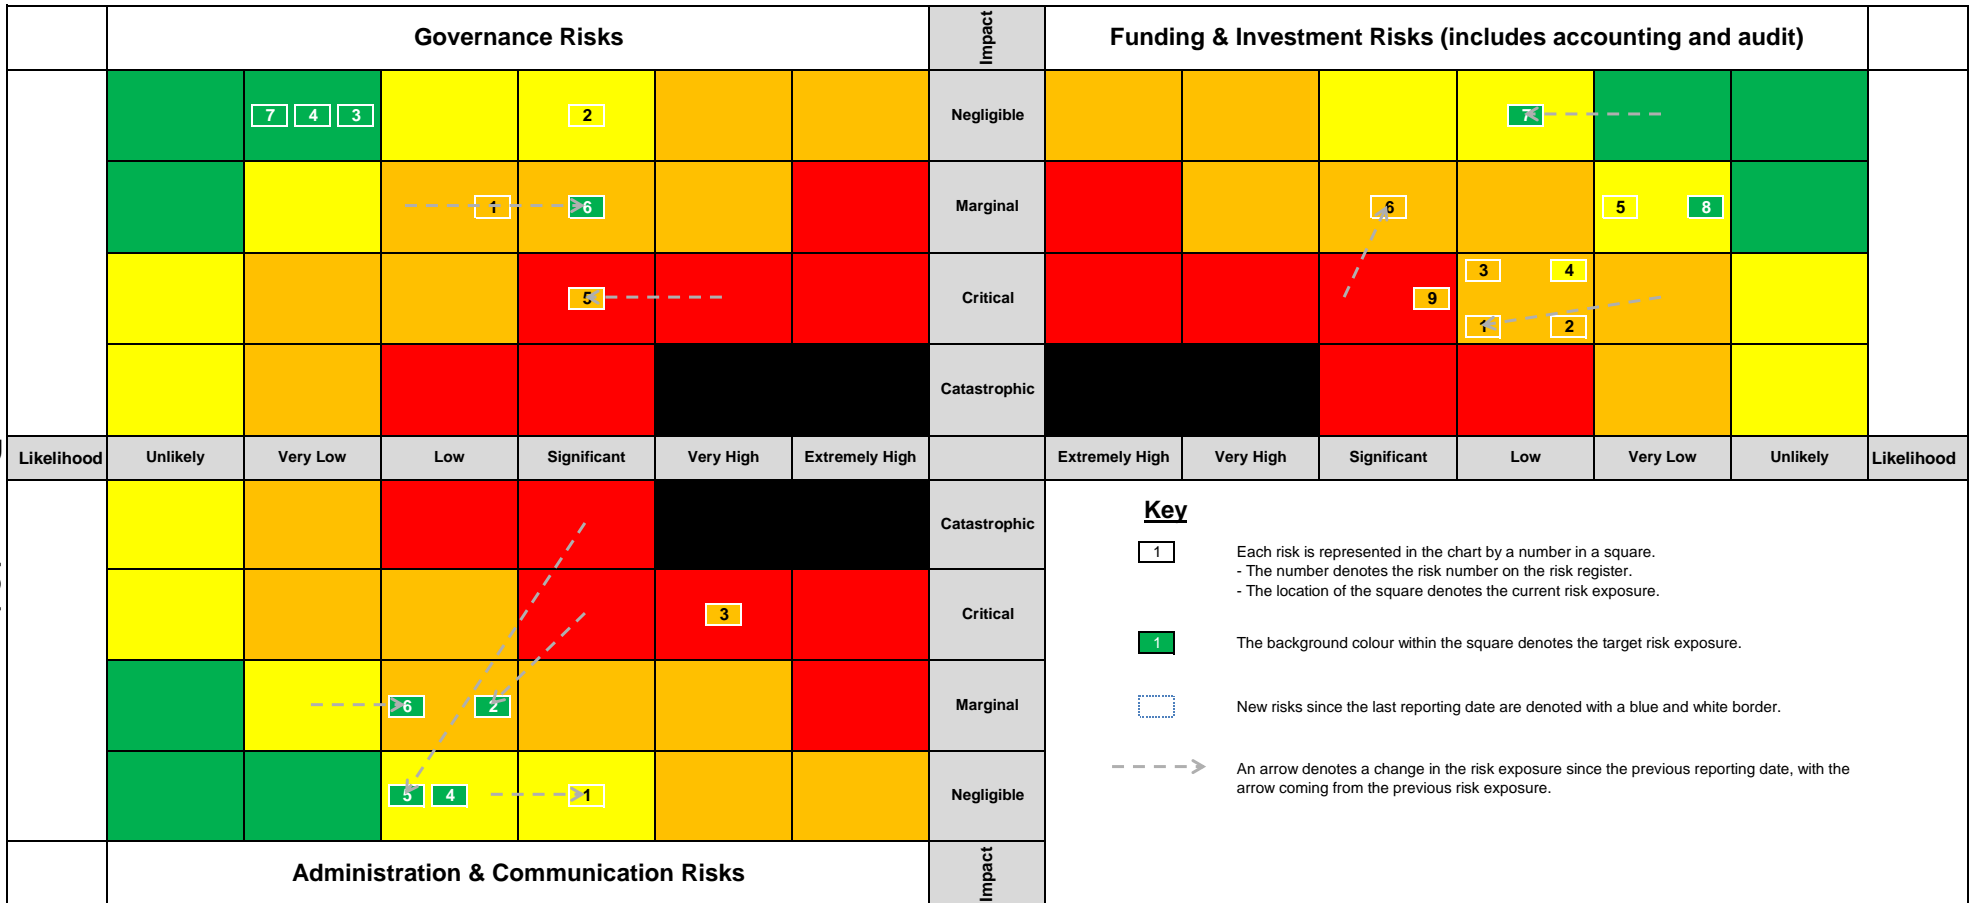 Governance Risks
Impact
Funding & Investment Risks (includes accounting and audit)
7 4 3 2
Negligible
7
1 6
Marginal
6 5 8
5
Critical
3 4
9
1 2
Catastrophic
Likelihood Unlikely Very Low Low Significant Very High Extremely High
Extremely High Very High Significant Low Very Low Unlikely Likelihood
Catastrophic
3
Critical
6 2
Marginal
5 4 1
Negligible
Administration & Communication Risks
Impact
Key
1 Each risk is represented in the chart by a number in a square.
- The number denotes the risk number on the risk register.
- The location of the square denotes the current risk exposure.
1 The background colour within the square denotes the target risk exposure.
New risks since the last reporting date are denoted with a blue and white border.
An arrow denotes a change in the risk exposure since the previous reporting date, with the
arrow coming from the previous risk exposure.